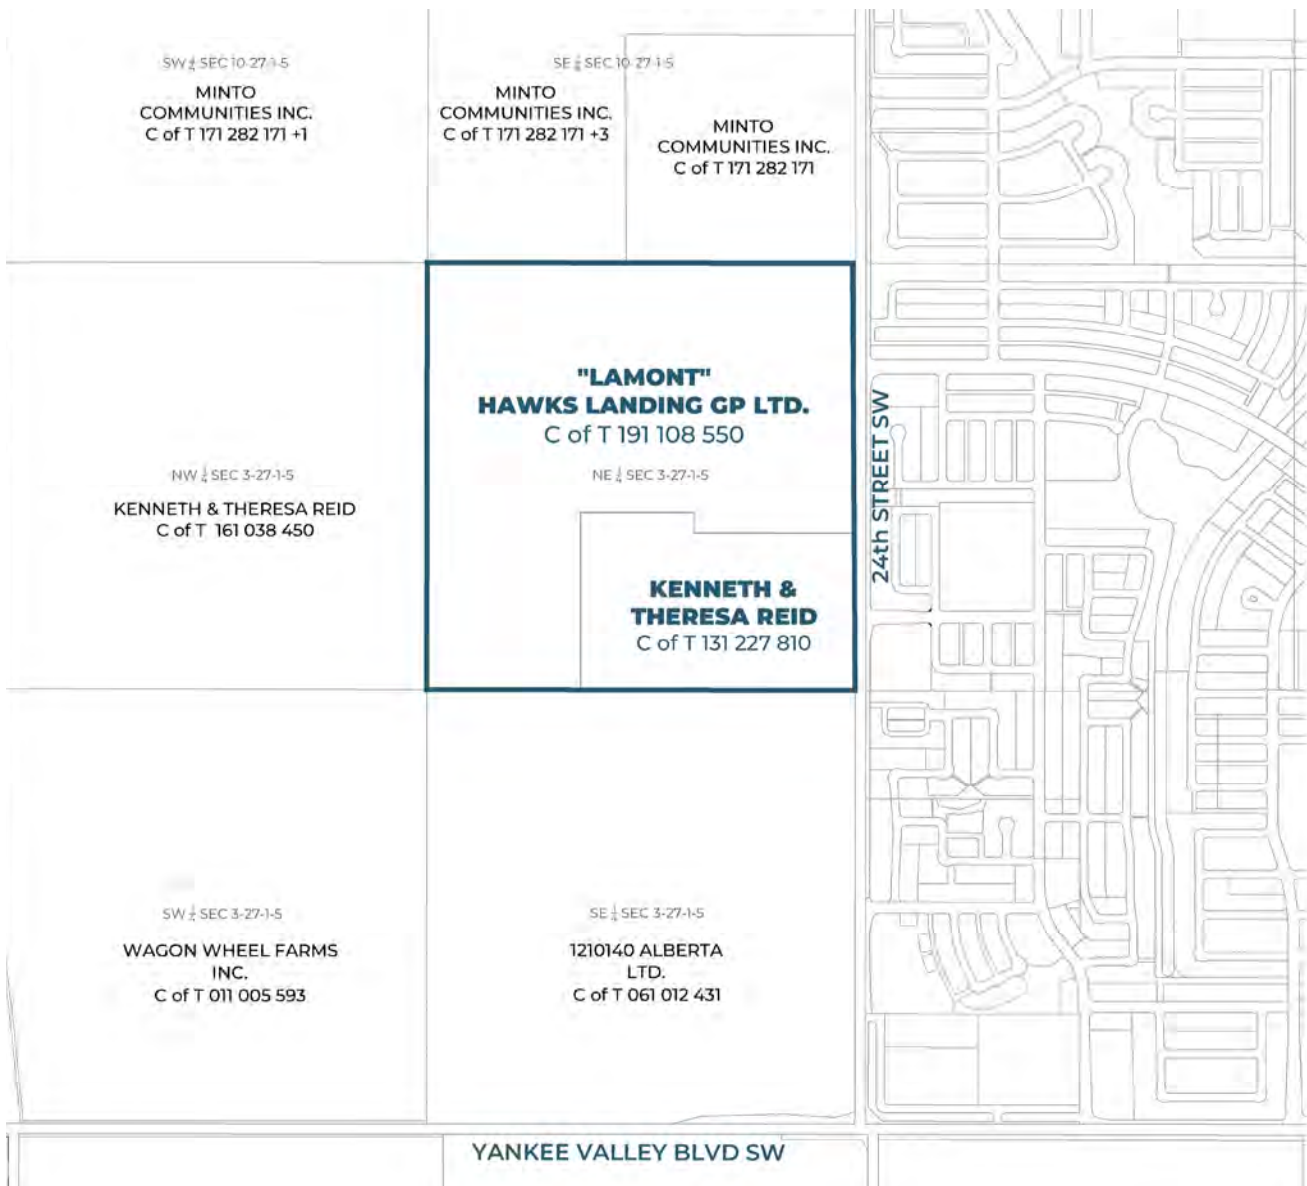 SW ¼ SEC 10-27-1-5
MINTO
COMMUNITIES INC.
C of T 171 282 171 +1
SE ¼ SEC 10-27-1-5
MINTO
COMMUNITIES INC.
C of T 171 282 171 +3
MINTO
COMMUNITIES INC.
C of T 171 282 171
"LAMONT"
HAWKS LANDING GP LTD.
C of T 191 108 550
NE ¼ SEC 3-27-1-5
NW ¼ SEC 3-27-1-5
KENNETH & THERESA REID
C of T 161 038 450
KENNETH &
THERESA REID
C of T 131 227 810
24th STREET SW
SW ¼ SEC 3-27-1-5
WAGON WHEEL FARMS
INC.
C of T 011 005 593
SE ¼ SEC 3-27-1-5
1210140 ALBERTA
LTD.
C of T 061 012 431
YANKEE VALLEY BLVD SW